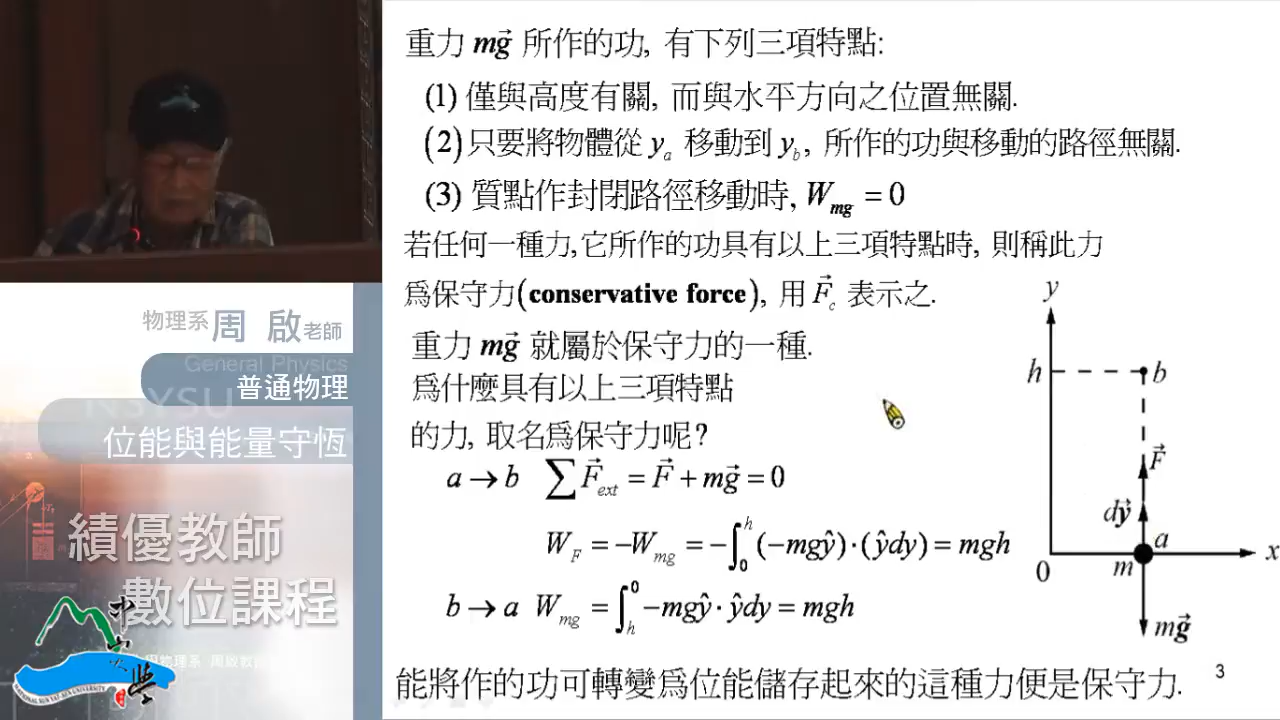 重力 mg⃗ 所作的功, 有下列三項特點:
(1) 僅與高度有關, 而與水平方向之位置無關.
(2) 只要將物體從 y_a 移動到 y_b, 所作的功與移動的路徑無關.
(3) 質點作封閉路徑移動時, W_mg = 0
若任何一種力,它所作的功具有以上三項特點時, 則稱此力
為保守力(conservative force), 用 F⃗_c 表示之.
重力 mg⃗ 就屬於保守力的一種.
為什麼具有以上三項特點
的力, 取名為保守力呢?
a → b ∑F⃗_ext = F⃗ + mg⃗ = 0
W_F = −W_mg = −∫_0^h (−mgŷ)·(ŷdy) = mgh
b → a W_mg = ∫_h^0 −mgŷ · ŷdy = mgh
能將作的功可轉變為位能儲存起來的這種力便是保守力.
y
h
b
F⃗
dy⃗
a
0
m
x
mg⃗
3
物理系 周 啟 老師
General Physics
普通物理
NSYSU
位能與能量守恆
績優教師
數位課程